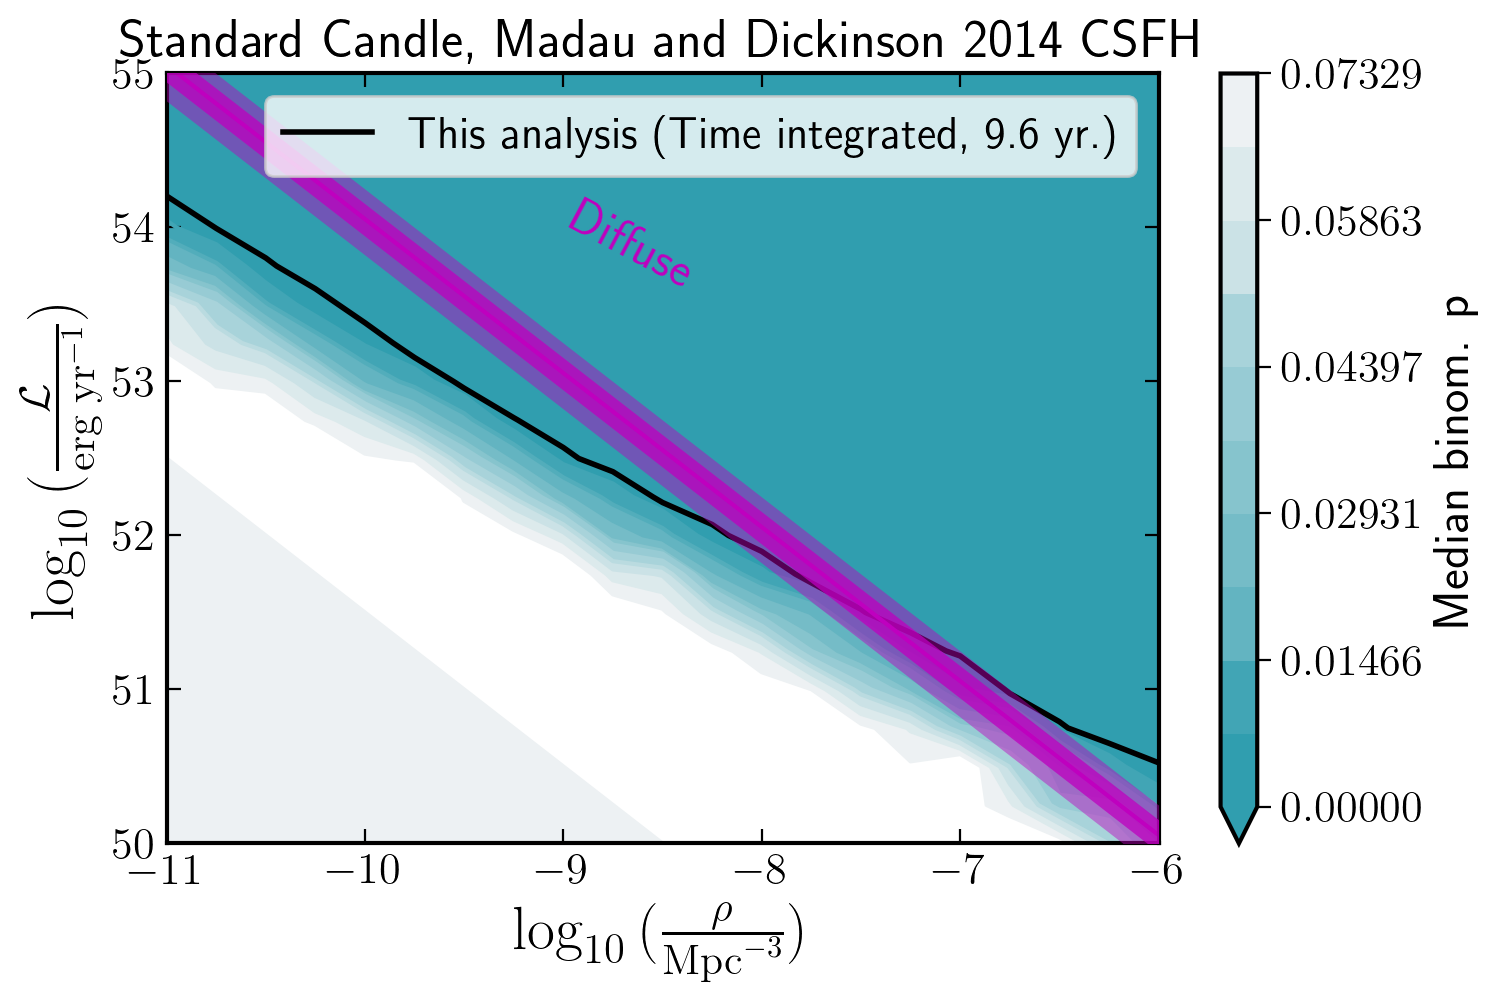 Standard Candle, Madau and Dickinson 2014 CSFH
This analysis (Time integrated, 9.6 yr.)
Diffuse
55
54
53
52
51
50
log₁₀ (ℒ / erg yr⁻¹)
−11 −10 −9 −8 −7 −6
log₁₀ (ρ / Mpc⁻³)
0.07329
0.05863
0.04397
0.02931
0.01466
0.00000
Median binom. p